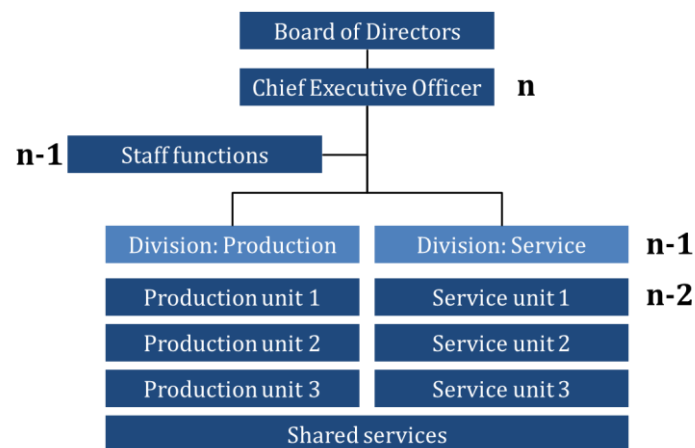 Board of Directors
Chief Executive Officer n
n-1 Staff functions
Division: Production Division: Service n-1
Production unit 1 Service unit 1 n-2
Production unit 2 Service unit 2
Production unit 3 Service unit 3
Shared services